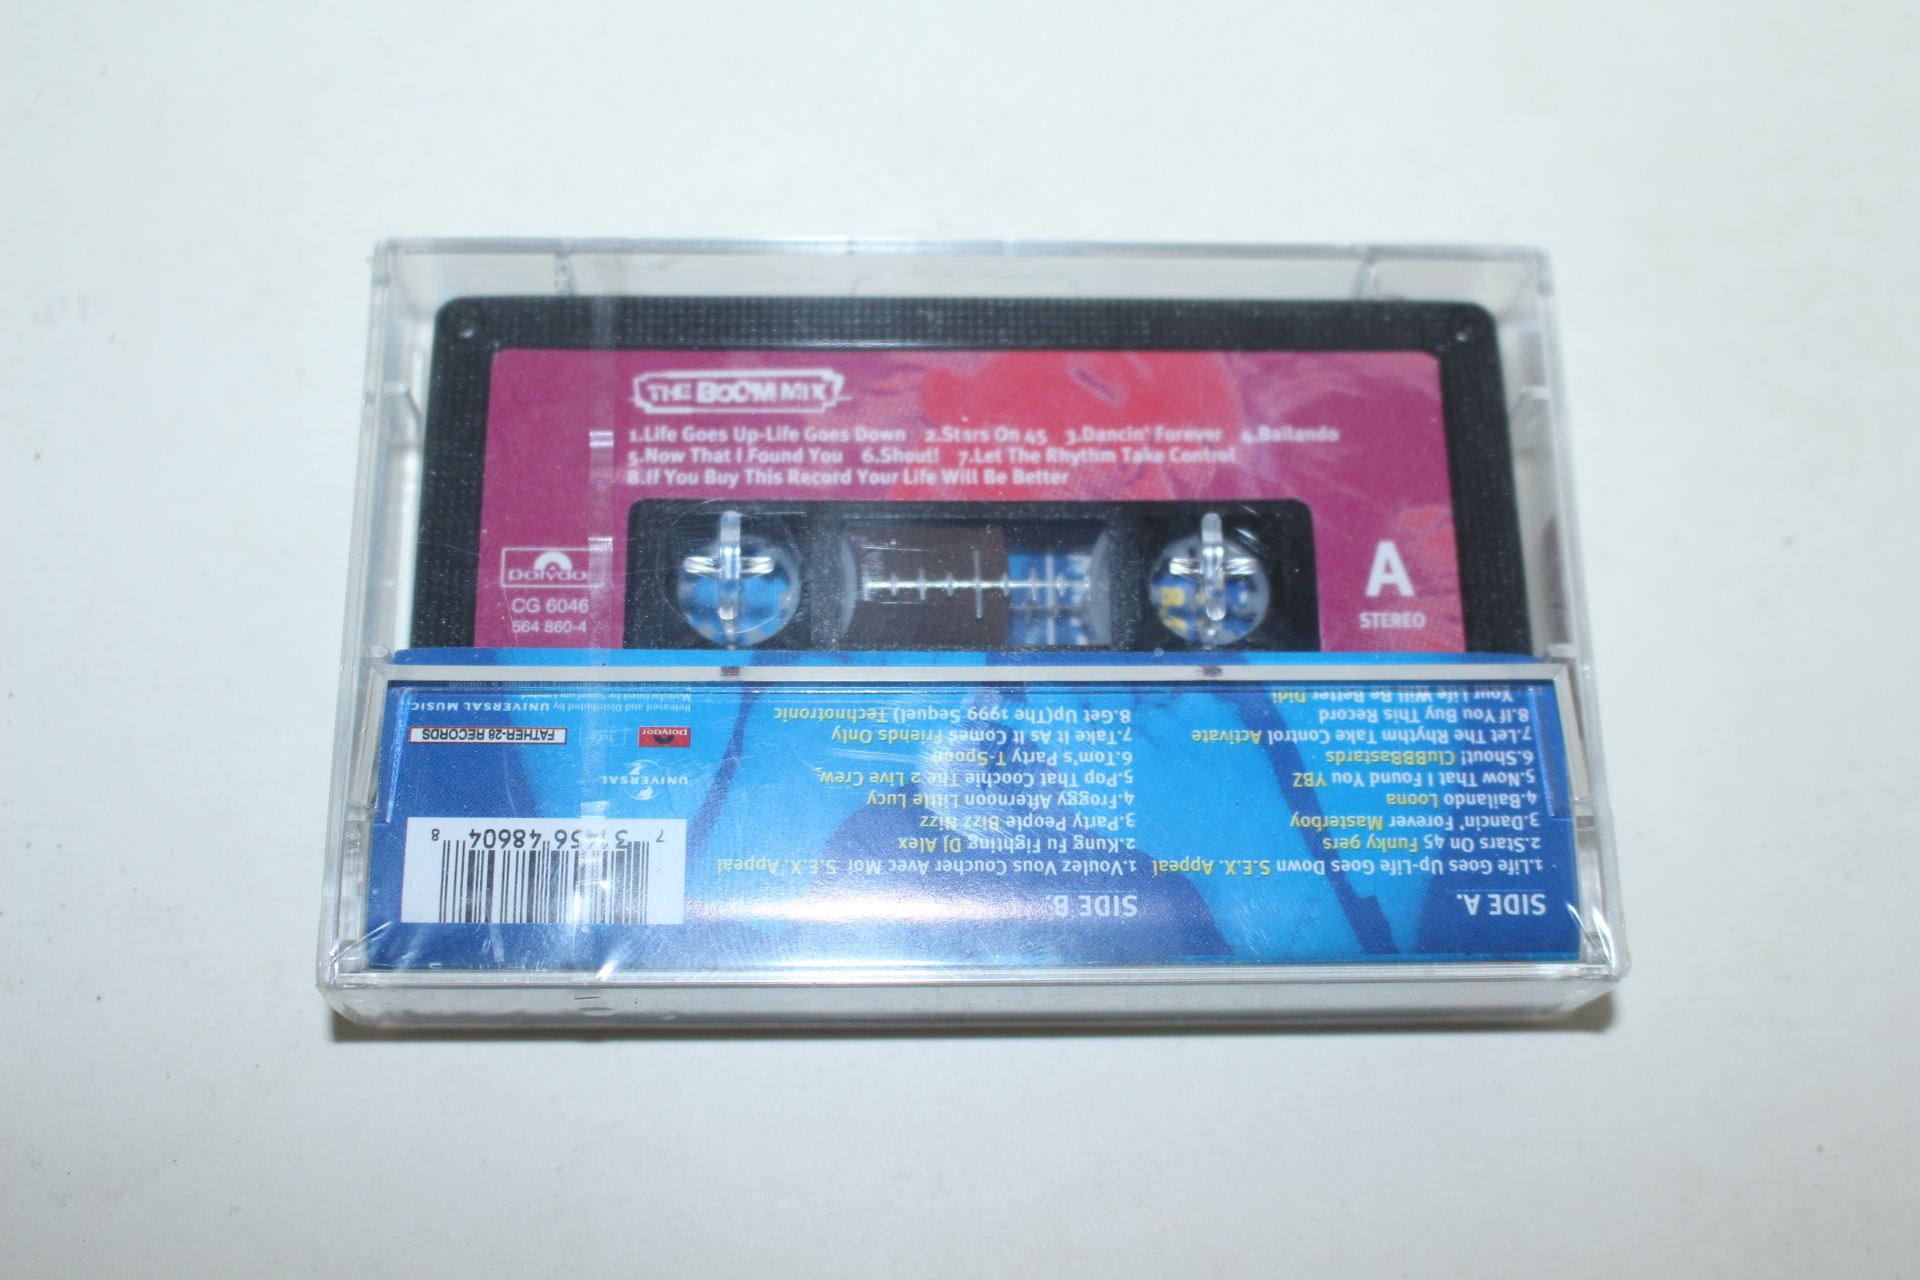 THE BOOM MIX
1.Life Goes Up-Life Goes Down 2.Stars On 45 3.Dancin' Forever 4.Bailando
5.Now That I Found You 6.Shout! 7.Let The Rhythm Take Control
8.If You Buy This Record Your Life Will Be Better
Polydor
CG 6046
564 860-4
A
STEREO
SIDE A.
1.Life Goes Up-Life Goes Down S.E.X. Appeal
2.Stars On 45 Funky 9ers
3.Dancin' Forever Masterboy
4.Bailando Loona
5.Now That I Found You YBZ
6.Shout! CluBBBastards
7.Let The Rhythm Take Control Activate
8.If You Buy This Record
Your Life Will Be Better Didi
SIDE B.
1.Voulez Vous Coucher Avec Moi S.E.X. Appeal
2.Kung Fu Fighting DJ Alex
3.Party People Bizz Nizz
4.Froggy Afternoon Little Lucy
5.Pop That Coochie The 2 Live Crew
6.Tom's Party T-Spoon
7.Take It As It Comes Friends Only
8.Get Up(The 1999 Sequel) Technotronic
UNIVERSAL
Polydor
FATHER-28 RECORDS
Released and Distributed by UNIVERSAL MUSIC.